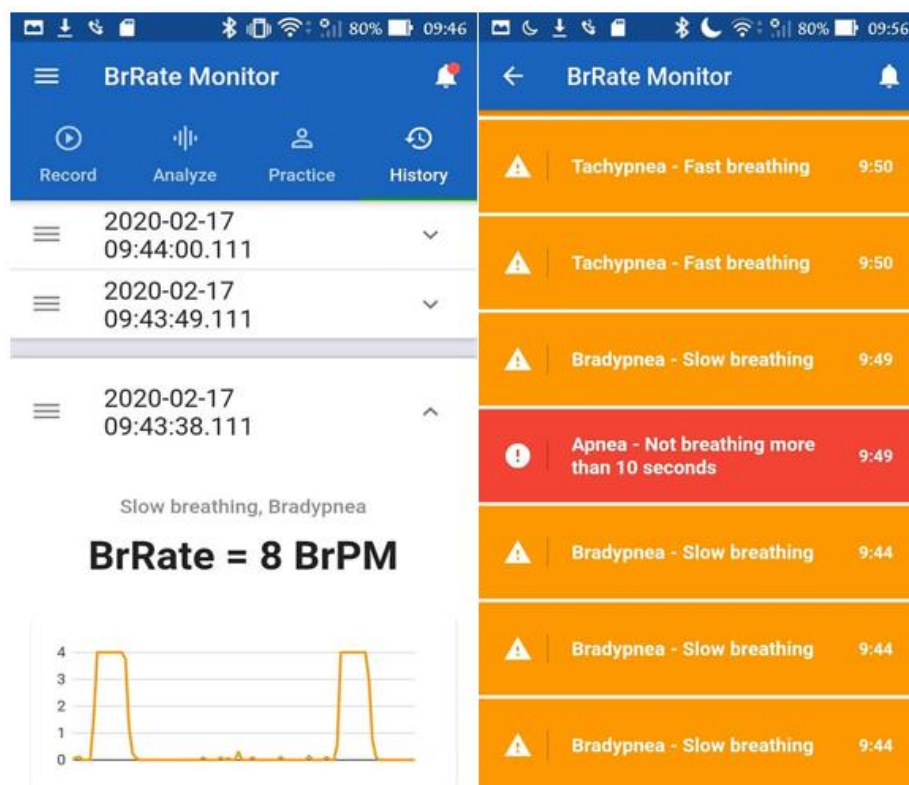 80% 09:46
BrRate Monitor
Record Analyze Practice History
2020-02-17
09:44:00.111
2020-02-17
09:43:49.111
2020-02-17
09:43:38.111
Slow breathing, Bradypnea
BrRate = 8 BrPM
4
3
2
1
0
80% 09:56
BrRate Monitor
Tachypnea - Fast breathing 9:50
Tachypnea - Fast breathing 9:50
Bradypnea - Slow breathing 9:49
Apnea - Not breathing more
than 10 seconds 9:49
Bradypnea - Slow breathing 9:44
Bradypnea - Slow breathing 9:44
Bradypnea - Slow breathing 9:44